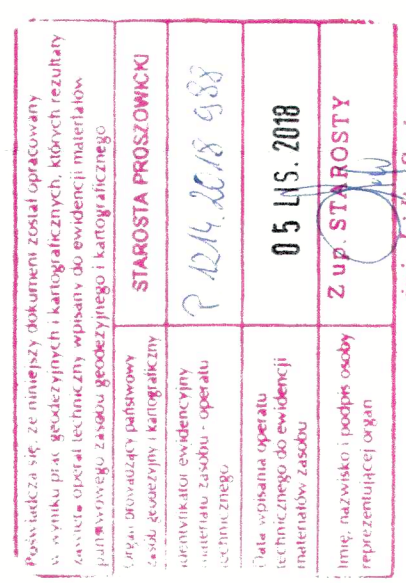 Poświadcza się, że niniejszy dokument został opracowany
w wyniku prac geodezyjnych i kartograficznych, których rezultaty
zawiera operat techniczny wpisany do ewidencji materiałów
państwowego zasobu geodezyjnego i kartograficznego
Organ prowadzący państwowy
zasób geodezyjny i kartograficzny
STAROSTA PROSZOWICKI
Identyfikator ewidencyjny
materiału zasobu - operatu
technicznego
P 1214.2018 988
Data wpisania operatu
technicznego do ewidencji
materiałów zasobu
05 LIS. 2018
Imię, nazwisko i podpis osoby
reprezentującej organ
Z up. STAROSTY